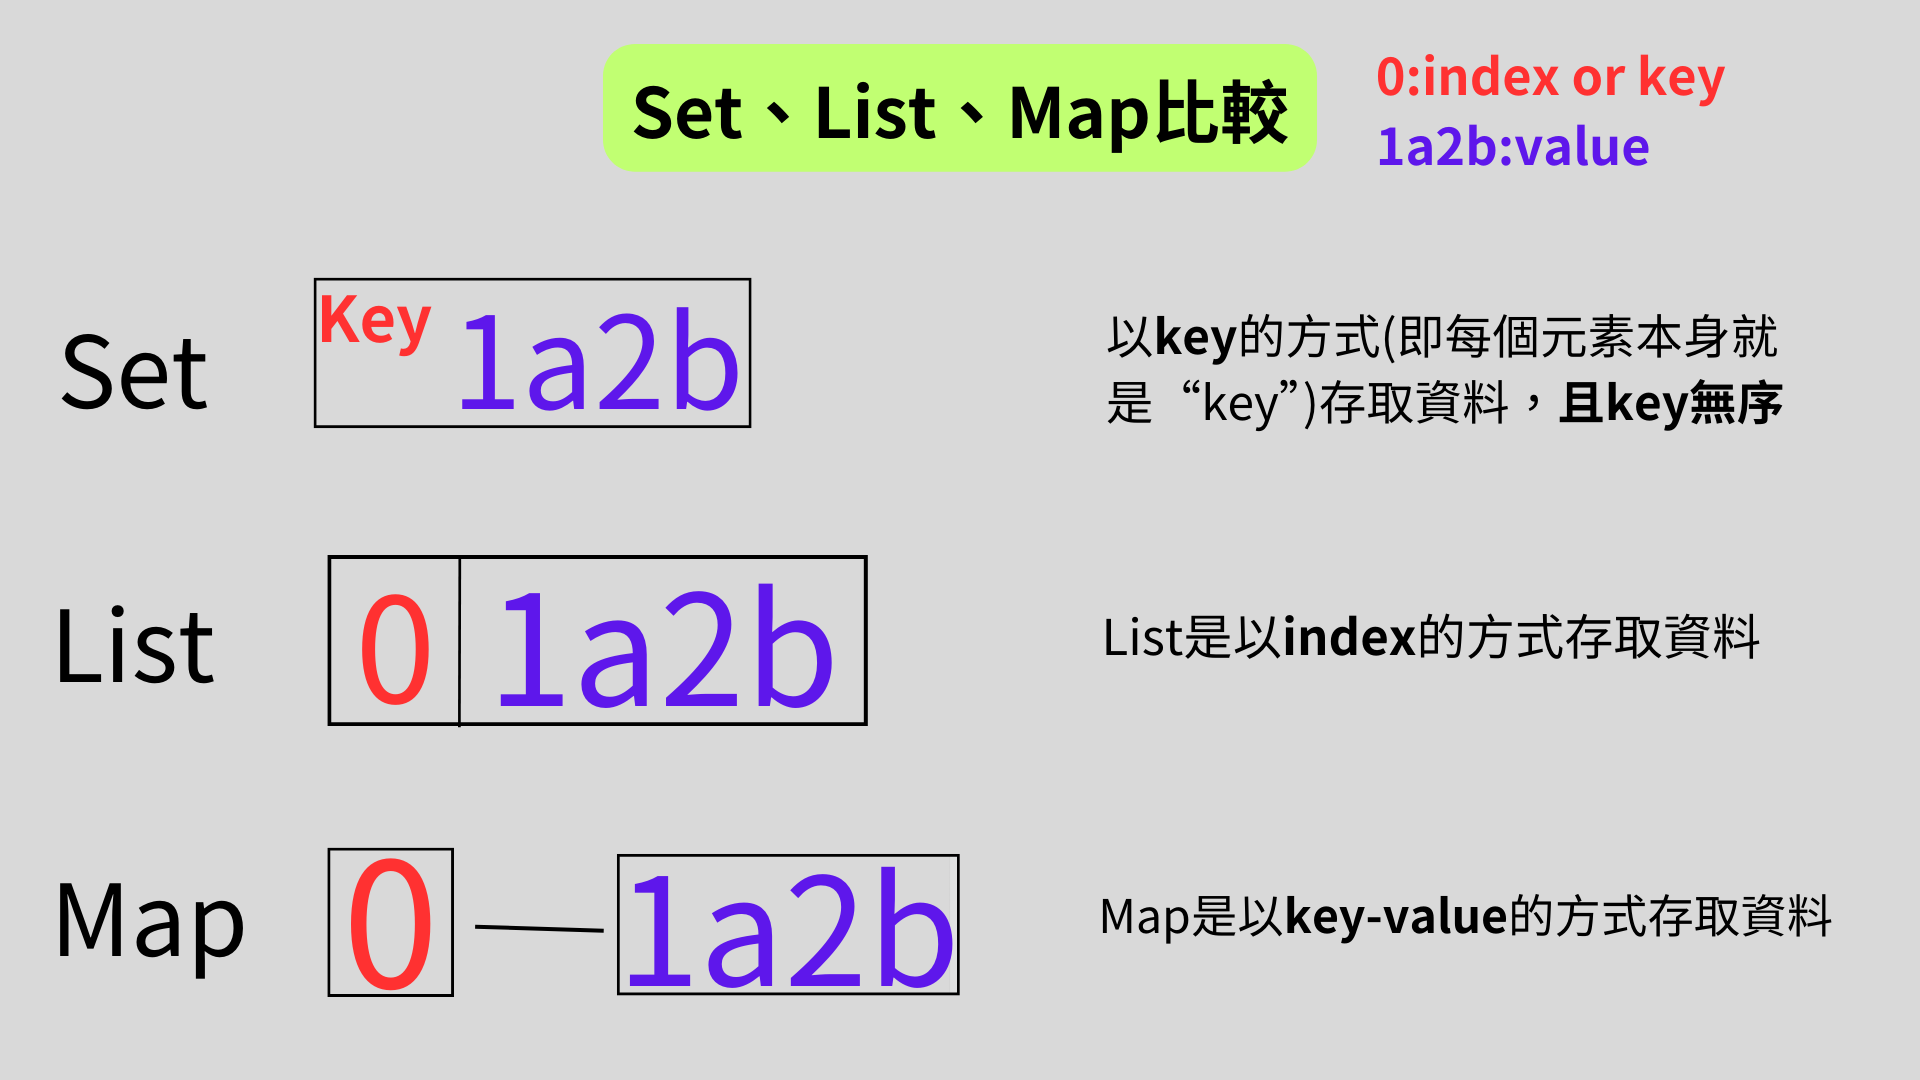 Set、List、Map比較
0:index or key
1a2b:value
Set
Key
1a2b
以key的方式(即每個元素本身就
是“key”)存取資料，且key無序
List
0
1a2b
List是以index的方式存取資料
Map
0
1a2b
Map是以key-value的方式存取資料